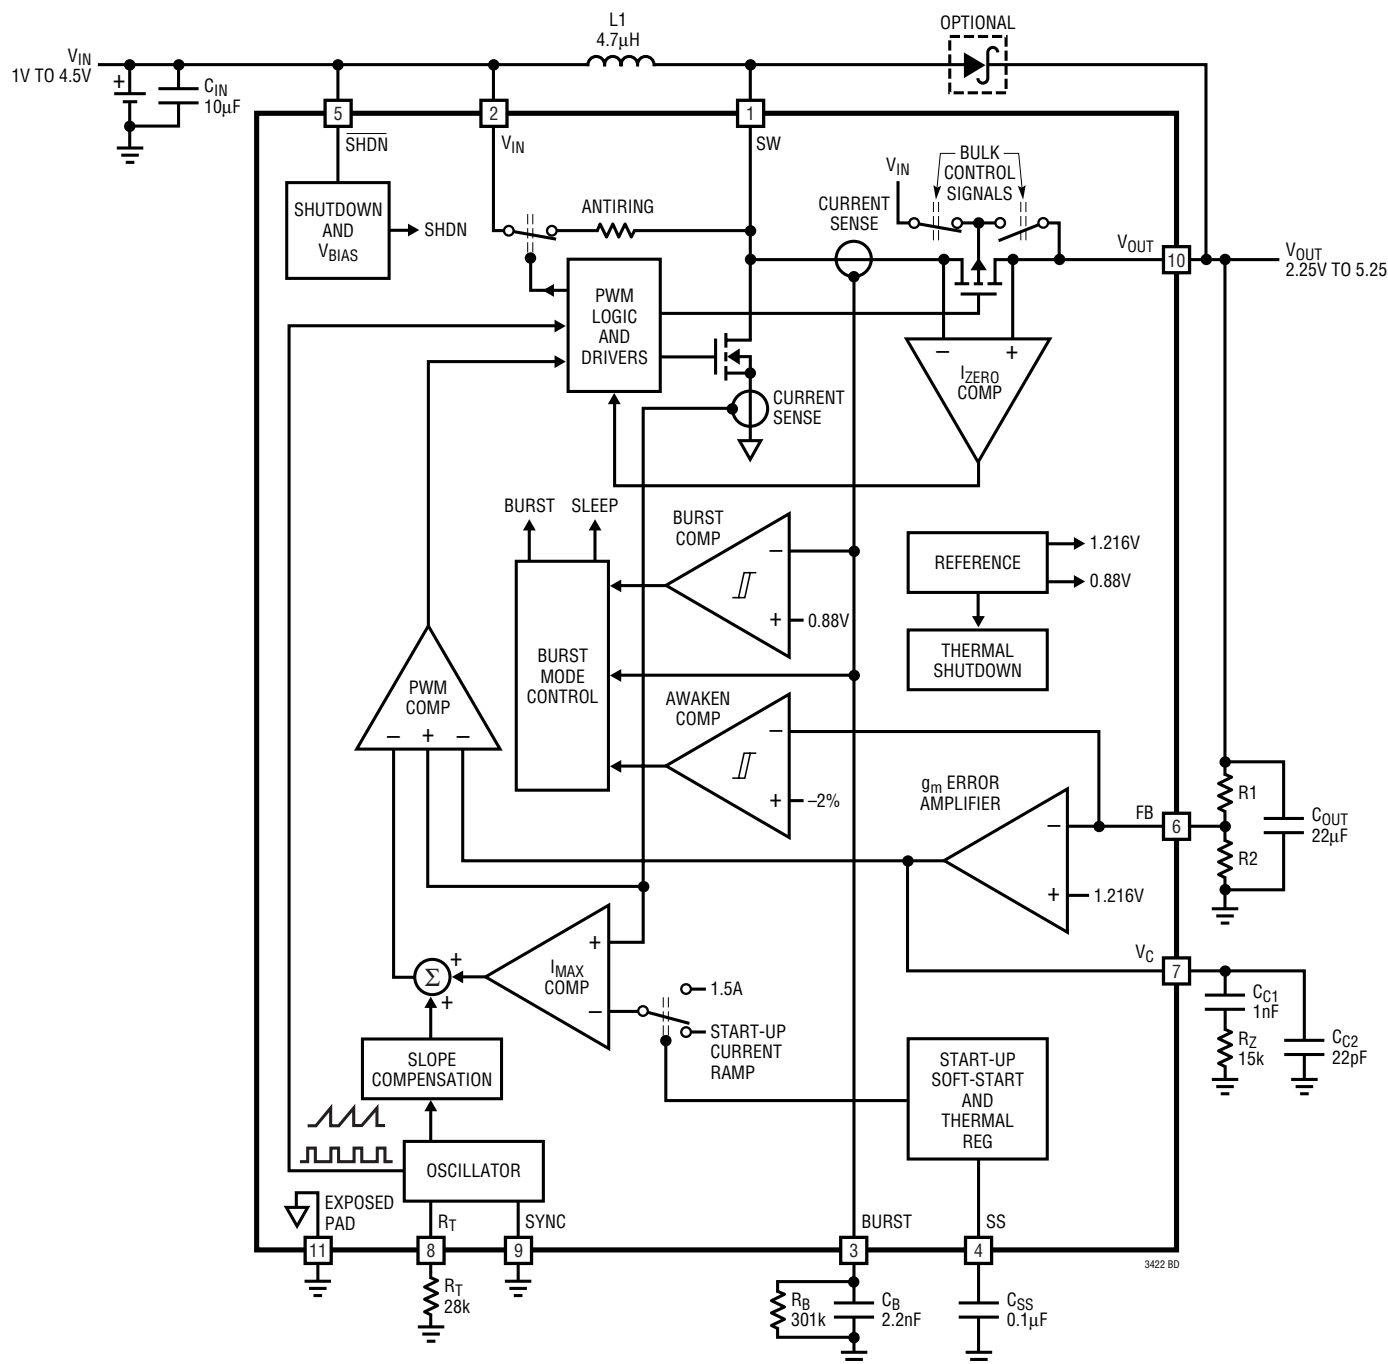 OPTIONAL
L1
4.7µH
VIN
1V TO 4.5V
+
CIN
10µF
5
2
1
SHDN
VIN
SW
BULK
CONTROL
SIGNALS
VIN
CURRENT
SENSE
SHUTDOWN
AND
VBIAS
SHDN
ANTIRING
VOUT
10
VOUT
2.25V TO 5.25
PWM
LOGIC
AND
DRIVERS
– +
IZERO
COMP
CURRENT
SENSE
BURST
SLEEP
BURST
COMP
–
+
0.88V
REFERENCE
1.216V
0.88V
THERMAL
SHUTDOWN
BURST
MODE
CONTROL
PWM
COMP
– + –
AWAKEN
COMP
–
+
–2%
gm ERROR
AMPLIFIER
–
+
1.216V
FB
6
R1
R2
COUT
22µF
VC
7
CC1
1nF
RZ
15k
CC2
22pF
Σ
+
+
IMAX
COMP
+
–
1.5A
START-UP
CURRENT
RAMP
SLOPE
COMPENSATION
START-UP
SOFT-START
AND
THERMAL
REG
OSCILLATOR
EXPOSED
PAD
RT
SYNC
BURST
SS
11
8
9
3
4
3422 BD
RT
28k
RB
301k
CB
2.2nF
CSS
0.1µF